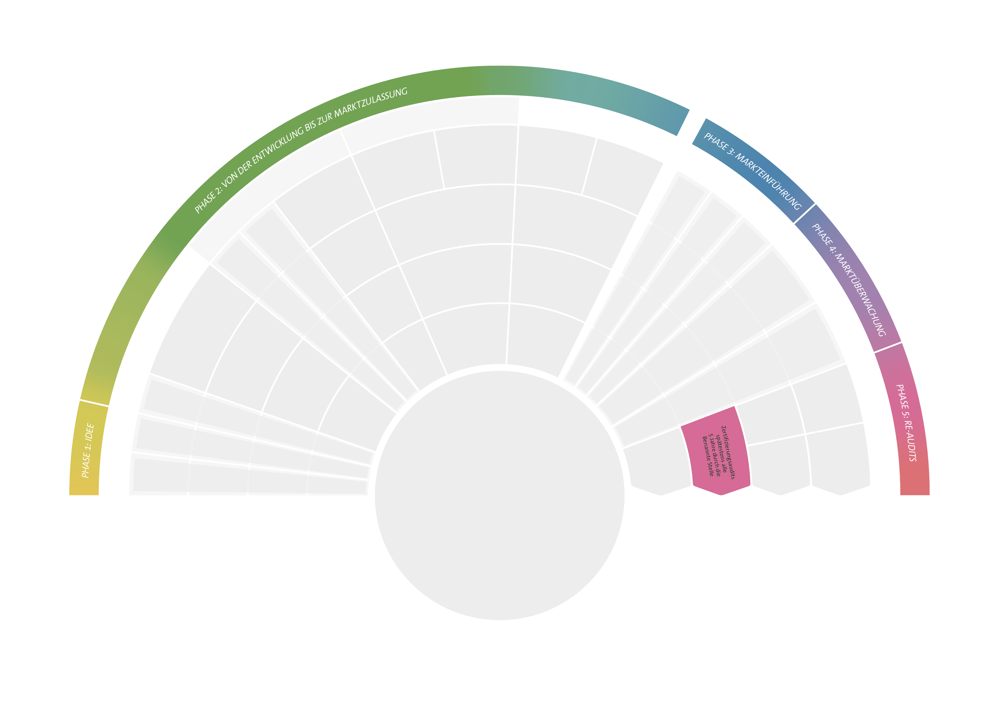 PHASE 1: IDEE
PHASE 2: VON DER ENTWICKLUNG BIS ZUR MARKTZULASSUNG
PHASE 3: MARKTEINFÜHRUNG
PHASE 4: MARKTÜBERWACHUNG
PHASE 5: RE-AUDITS
Zertifizierungsaudits
spätestens alle
5 Jahre durch die
Benannte Stelle